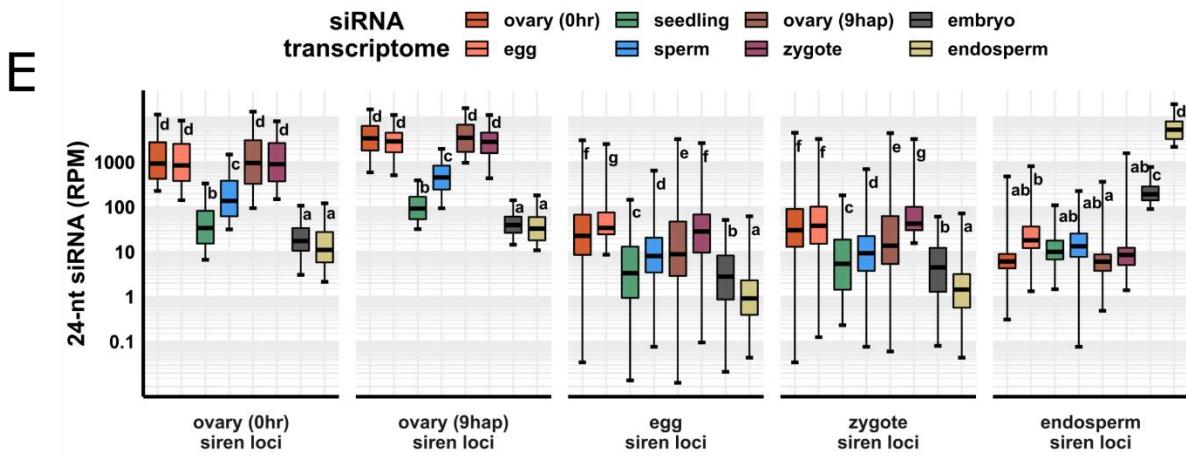 E
siRNA transcriptome
ovary (0hr) seedling ovary (9hap) embryo
egg sperm zygote endosperm
24-nt siRNA (RPM)
1000
100
10
1
0.1
d d b c d d a a
d d b c d d a a
f g c d e f b a
f f c d e g b a
ab b ab ab a ab c d
ovary (0hr) siren loci
ovary (9hap) siren loci
egg siren loci
zygote siren loci
endosperm siren loci